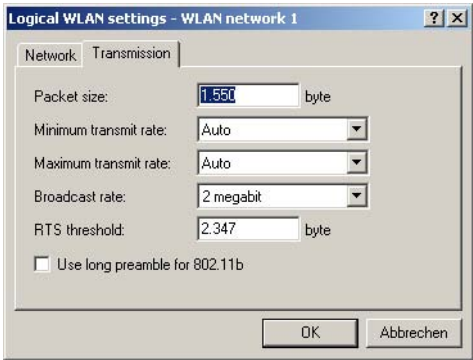 Logical WLAN settings - WLAN network 1
Network Transmission
Packet size: 1.550 byte
Minimum transmit rate: Auto
Maximum transmit rate: Auto
Broadcast rate: 2 megabit
RTS threshold: 2.347 byte
Use long preamble for 802.11b
OK Abbrechen